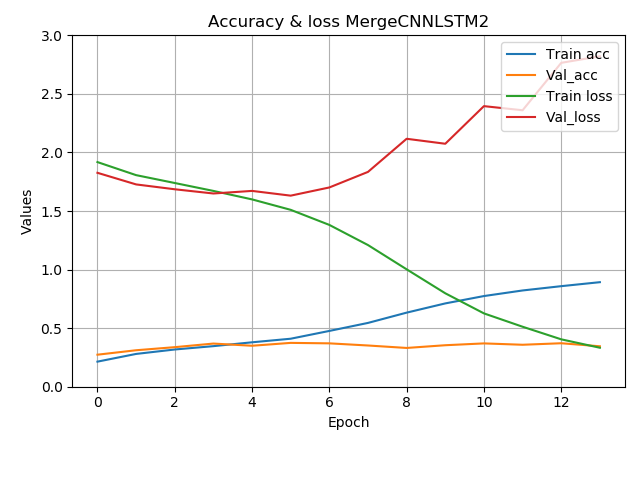 Accuracy & loss MergeCNNLSTM2
3.0
2.5
2.0
1.5
1.0
0.5
0.0
Values
Train acc
Val_acc
Train loss
Val_loss
0 2 4 6 8 10 12
Epoch